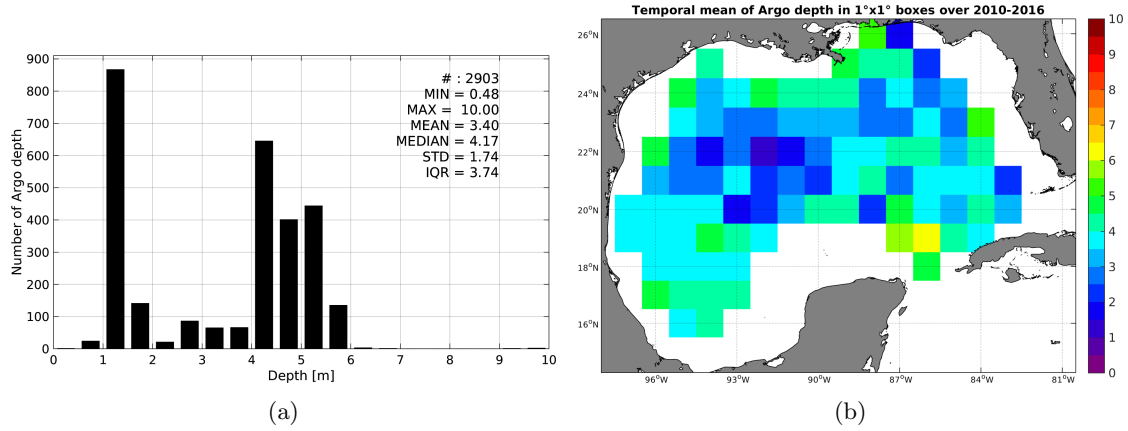 Temporal mean of Argo depth in 1°x1° boxes over 2010-2016
900
800
700
600
500
400
300
200
100
0
Number of Argo depth
# : 2903
MIN = 0.48
MAX = 10.00
MEAN = 3.40
MEDIAN = 4.17
STD = 1.74
IQR = 3.74
0 1 2 3 4 5 6 7 8 9 10
Depth [m]
(a)
26°N
24°N
22°N
20°N
18°N
16°N
96°W 93°W 90°W 87°W 84°W 81°W
10
9
8
7
6
5
4
3
2
1
0
(b)